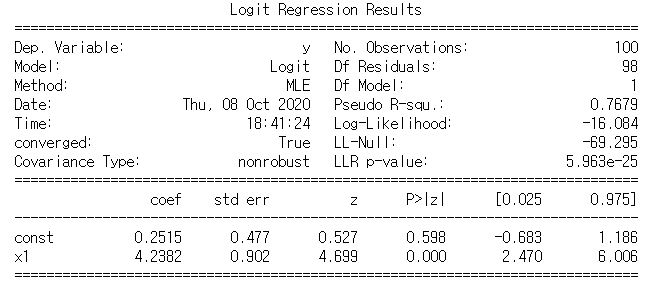 Logit Regression Results
==============================================================================
Dep. Variable:                      y   No. Observations:                  100
Model:                          Logit   Df Residuals:                       98
Method:                           MLE   Df Model:                            1
Date:                Thu, 08 Oct 2020   Pseudo R-squ.:                  0.7679
Time:                        18:41:24   Log-Likelihood:                -16.084
converged:                       True   LL-Null:                       -69.295
Covariance Type:            nonrobust   LLR p-value:                 5.963e-25
==============================================================================
                 coef    std err          z      P>|z|      [0.025      0.975]
------------------------------------------------------------------------------
const          0.2515      0.477      0.527      0.598      -0.683       1.186
x1             4.2382      0.902      4.699      0.000       2.470       6.006
==============================================================================